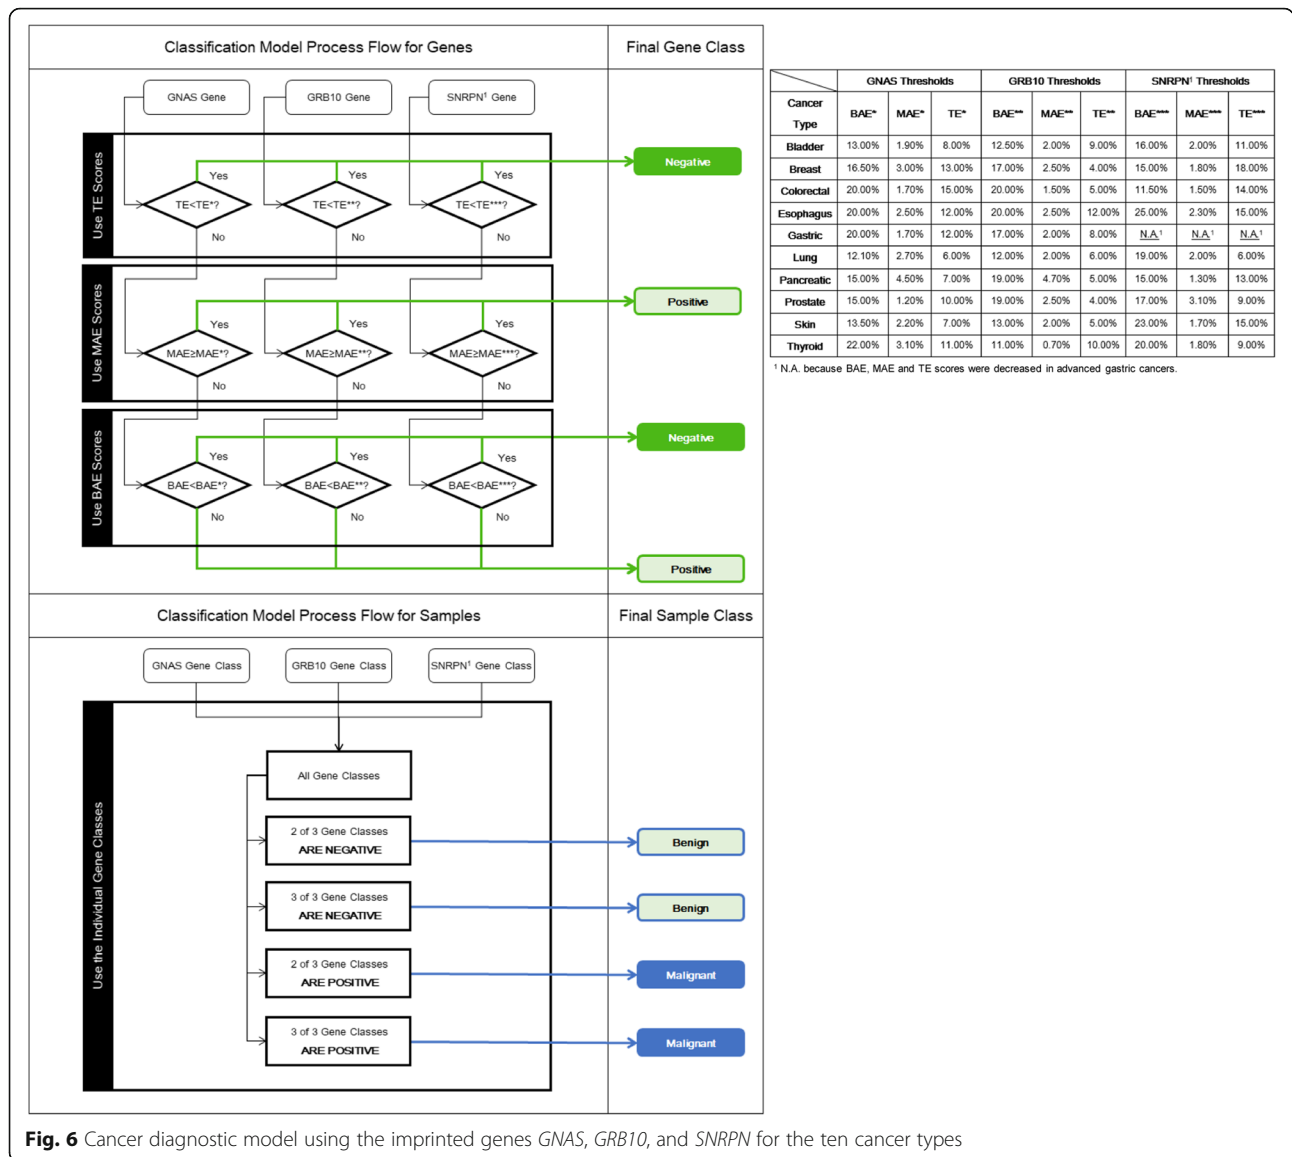 Classification Model Process Flow for Genes
Final Gene Class
GNAS Gene
GRB10 Gene
SNRPN¹ Gene
Use TE Scores
Negative
Yes
Yes
Yes
TE<TE*?
TE<TE**?
TE<TE***?
No
No
No
Use MAE Scores
Positive
Yes
Yes
Yes
MAE≥MAE*?
MAE≥MAE**?
MAE≥MAE***?
No
No
No
Use BAE Scores
Negative
Yes
Yes
Yes
BAE<BAE*?
BAE<BAE**?
BAE<BAE***?
No
No
No
Positive
Classification Model Process Flow for Samples
Final Sample Class
GNAS Gene Class
GRB10 Gene Class
SNRPN¹ Gene Class
Use the Individual Gene Classes
All Gene Classes
2 of 3 Gene Classes
ARE NEGATIVE
Benign
3 of 3 Gene Classes
ARE NEGATIVE
Benign
2 of 3 Gene Classes
ARE POSITIVE
Malignant
3 of 3 Gene Classes
ARE POSITIVE
Malignant
GNAS Thresholds GRB10 Thresholds SNRPN¹ Thresholds
Cancer
Type
BAE* MAE* TE* BAE** MAE** TE** BAE*** MAE*** TE***
Bladder 13.00% 1.90% 8.00% 12.50% 2.00% 9.00% 16.00% 2.00% 11.00%
Breast 16.50% 3.00% 13.00% 17.00% 2.50% 4.00% 15.00% 1.80% 18.00%
Colorectal 20.00% 1.70% 15.00% 20.00% 1.50% 5.00% 11.50% 1.50% 14.00%
Esophagus 20.00% 2.50% 12.00% 20.00% 2.50% 12.00% 25.00% 2.30% 15.00%
Gastric 20.00% 1.70% 12.00% 17.00% 2.00% 8.00% N.A.¹ N.A.¹ N.A.¹
Lung 12.10% 2.70% 6.00% 12.00% 2.00% 6.00% 19.00% 2.00% 6.00%
Pancreatic 15.00% 4.50% 7.00% 19.00% 4.70% 5.00% 15.00% 1.30% 13.00%
Prostate 15.00% 1.20% 10.00% 19.00% 2.50% 4.00% 17.00% 3.10% 9.00%
Skin 13.50% 2.20% 7.00% 13.00% 2.00% 5.00% 23.00% 1.70% 15.00%
Thyroid 22.00% 3.10% 11.00% 11.00% 0.70% 10.00% 20.00% 1.80% 9.00%
¹ N.A. because BAE, MAE and TE scores were decreased in advanced gastric cancers.
Fig. 6 Cancer diagnostic model using the imprinted genes GNAS, GRB10, and SNRPN for the ten cancer types